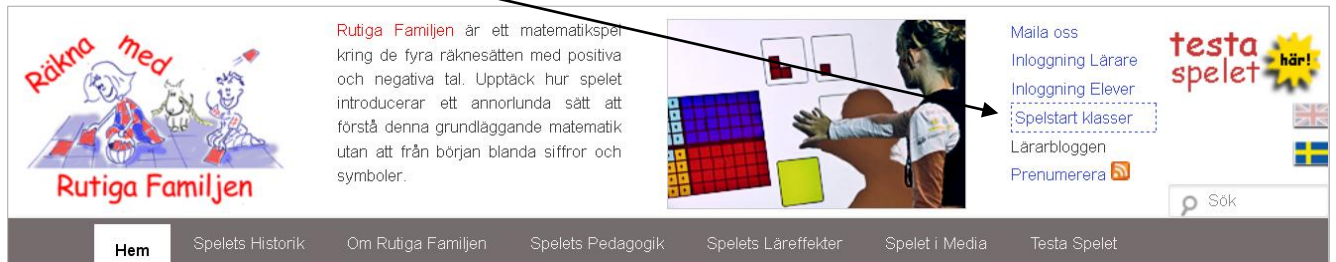 Räkna med
Rutiga Familjen
Rutiga Familjen är ett matematikspel
kring de fyra räknesätten med positiva
och negativa tal. Upptäck hur spelet
introducerar ett annorlunda sätt att
förstå denna grundläggande matematik
utan att från början blanda siffror och
symboler.
Maila oss
Inloggning Lärare
Inloggning Elever
Spelstart klasser
Lärarbloggen
Prenumerera
testa
spelet
här!
Sök
Hem Spelets Historik Om Rutiga Familjen Spelets Pedagogik Spelets Läreffekter Spelet i Media Testa Spelet